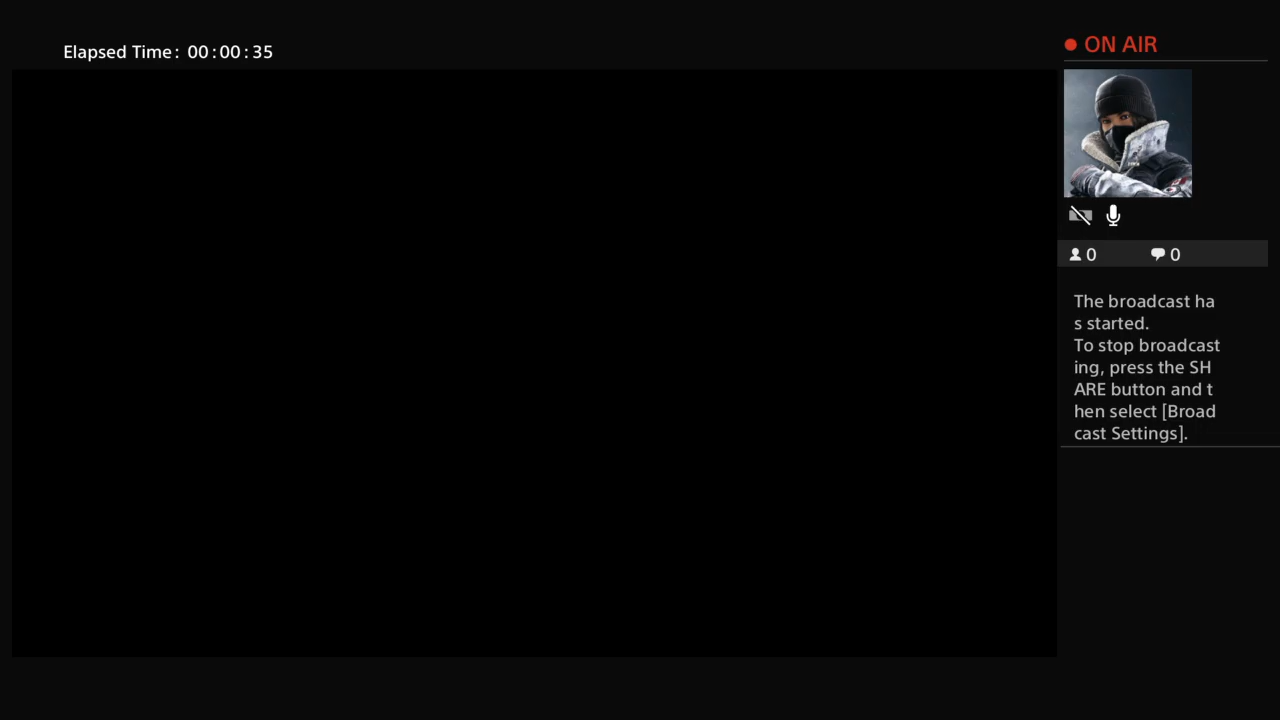 Elapsed Time: 00:00:35
ON AIR
0 0
The broadcast ha
s started.
To stop broadcast
ing, press the SH
ARE button and t
hen select [Broad
cast Settings].